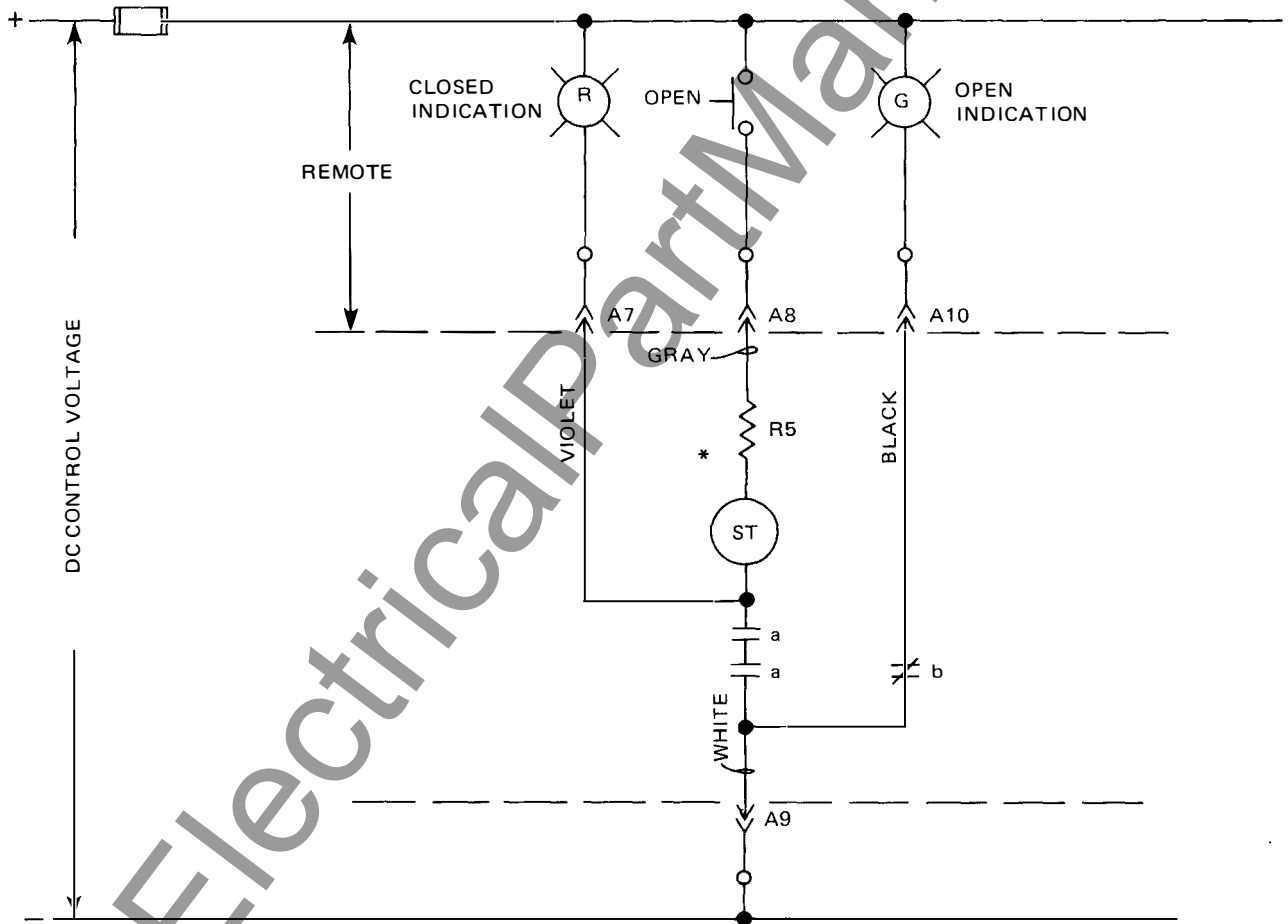 +
CLOSED
INDICATION
R
OPEN
G
OPEN
INDICATION
REMOTE
A7
A8
A10
GRAY
DC CONTROL VOLTAGE
VIOLET
R5
*
BLACK
ST
a
a
b
WHITE
A9
–
ElectricalPartMan